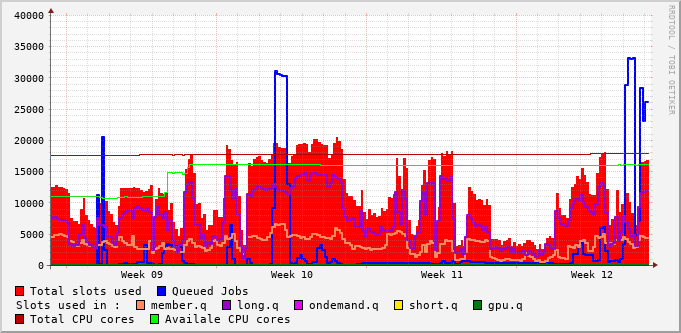 40000
35000
30000
25000
20000
15000
10000
5000
0
Week 09 Week 10 Week 11 Week 12
RRDTOOL / TOBI OETIKER
Total slots used Queued Jobs
Slots used in : member.q long.q ondemand.q short.q gpu.q
Total CPU cores Availale CPU cores